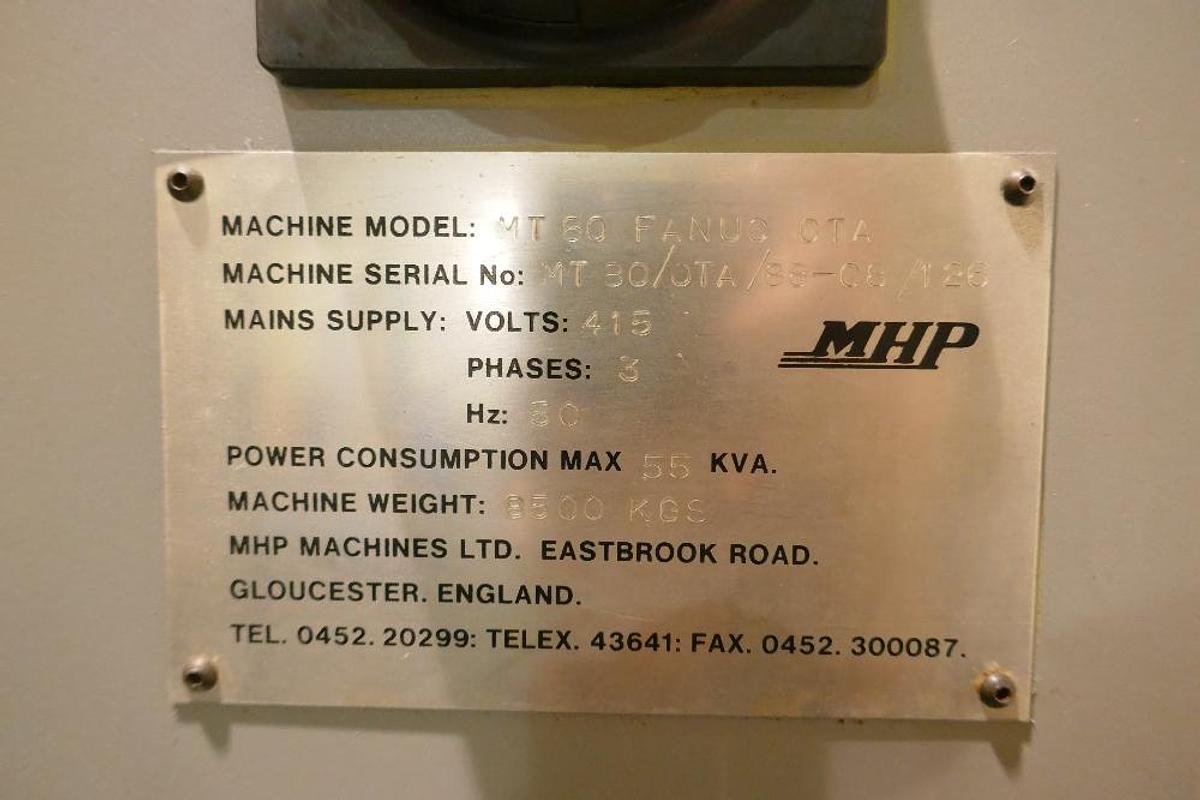 MACHINE MODEL: MT 80 FANUC OTA
MACHINE SERIAL No: MT 80/OTA/
MAINS SUPPLY: VOLTS: 415
MHP
PHASES: 3
Hz: 50
POWER CONSUMPTION MAX 55 KVA.
MACHINE WEIGHT: KGS
MHP MACHINES LTD. EASTBROOK ROAD.
GLOUCESTER. ENGLAND.
TEL. 0452. 20299: TELEX. 43641: FAX. 0452. 300087.